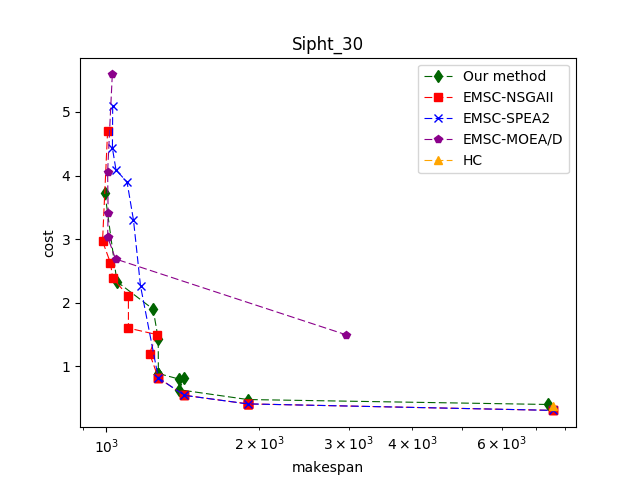 Sipht_30
Our method
EMSC-NSGAII
EMSC-SPEA2
EMSC-MOEA/D
HC
5
4
3
2
1
cost
10³ 2 × 10³ 3 × 10³ 4 × 10³ 6 × 10³
makespan